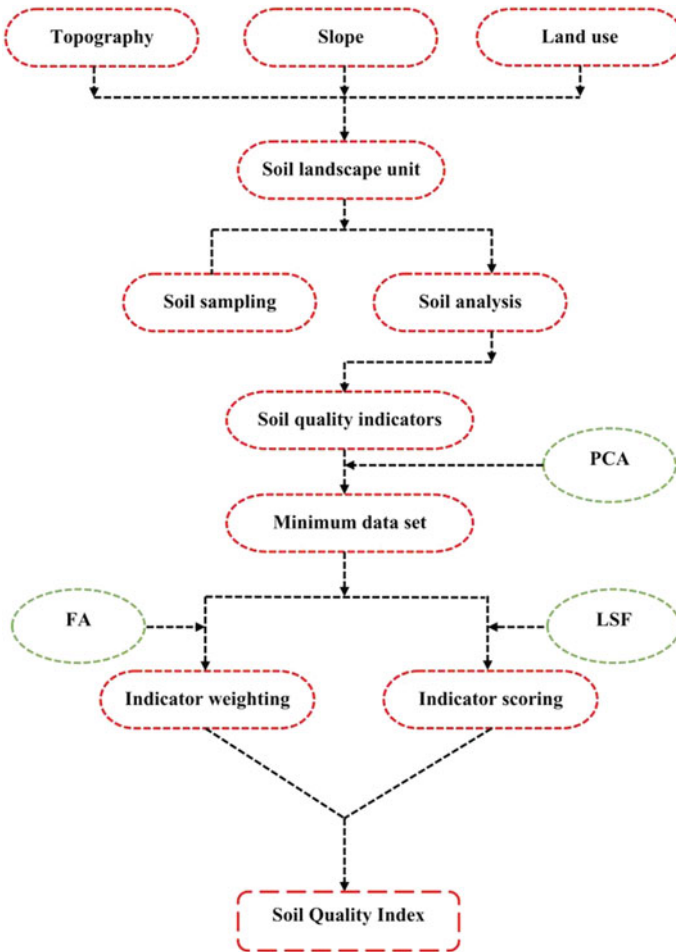 Topography
Slope
Land use
Soil landscape unit
Soil sampling
Soil analysis
Soil quality indicators
PCA
Minimum data set
FA
LSF
Indicator weighting
Indicator scoring
Soil Quality Index